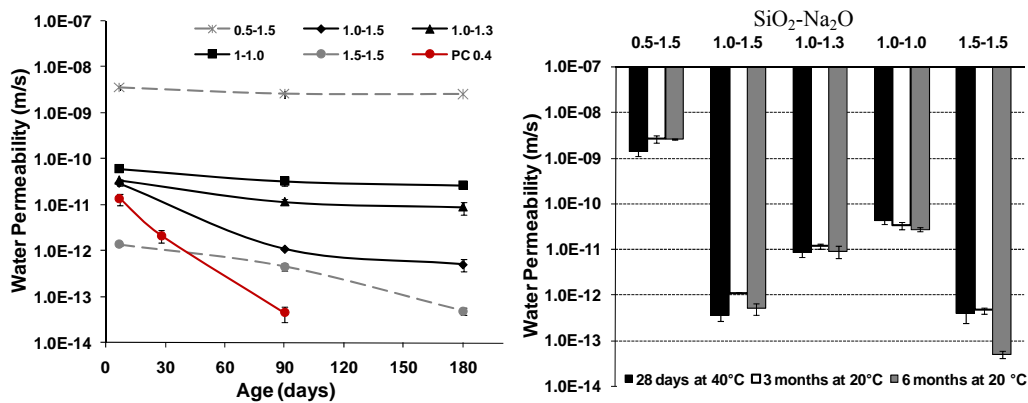 1.0E-07
1.0E-08
1.0E-09
1.0E-10
1.0E-11
1.0E-12
1.0E-13
1.0E-14
Water Permeability (m/s)
0.5-1.5 1.0-1.5 1.0-1.3
1-1.0 1.5-1.5 PC 0.4
0 30 60 90 120 150 180
Age (days)
SiO₂-Na₂O
0.5-1.5 1.0-1.5 1.0-1.3 1.0-1.0 1.5-1.5
1.0E-07
1.0E-08
1.0E-09
1.0E-10
1.0E-11
1.0E-12
1.0E-13
1.0E-14
Water Permeability (m/s)
28 days at 40°C 3 months at 20°C 6 months at 20 °C